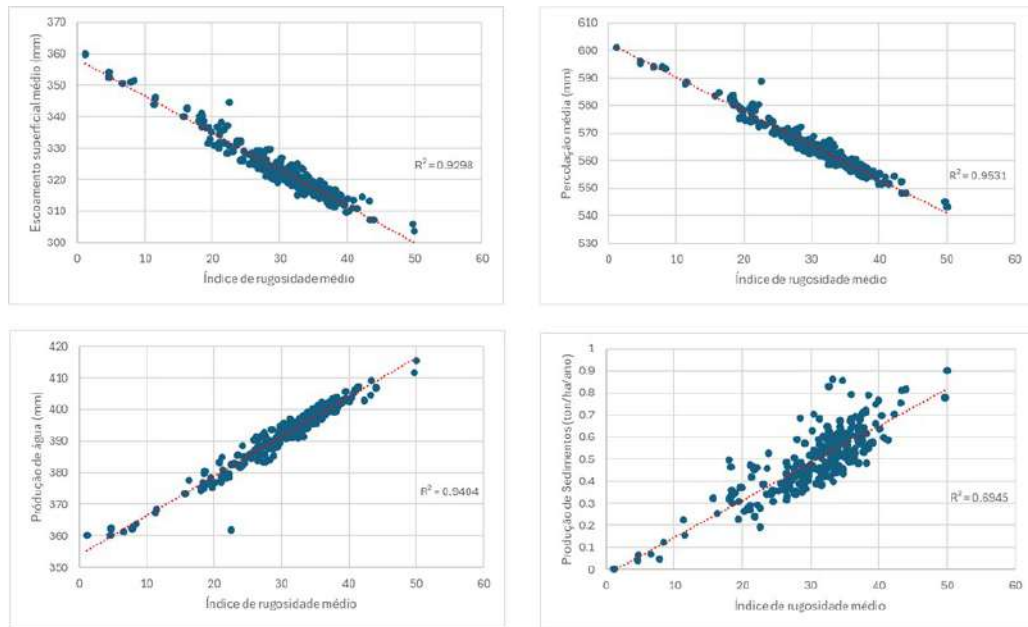 Escoamento superficial médio (mm)
370
360
350
340
330
320
310
300
0 10 20 30 40 50 60
Índice de rugosidade médio
R² = 0.9298
Percolação média (mm)
610
600
590
580
570
560
550
540
530
0 10 20 30 40 50 60
Índice de rugosidade médio
R² = 0.9531
Pródução de água (mm)
420
410
400
390
380
370
360
350
0 10 20 30 40 50 60
Índice de rugosidade médio
R² = 0.9404
Produção de Sedimentos (ton/ha/ano)
1
0.9
0.8
0.7
0.6
0.5
0.4
0.3
0.2
0.1
0
0 10 20 30 40 50 60
Índice de rugosidade médio
R² = 0.6945